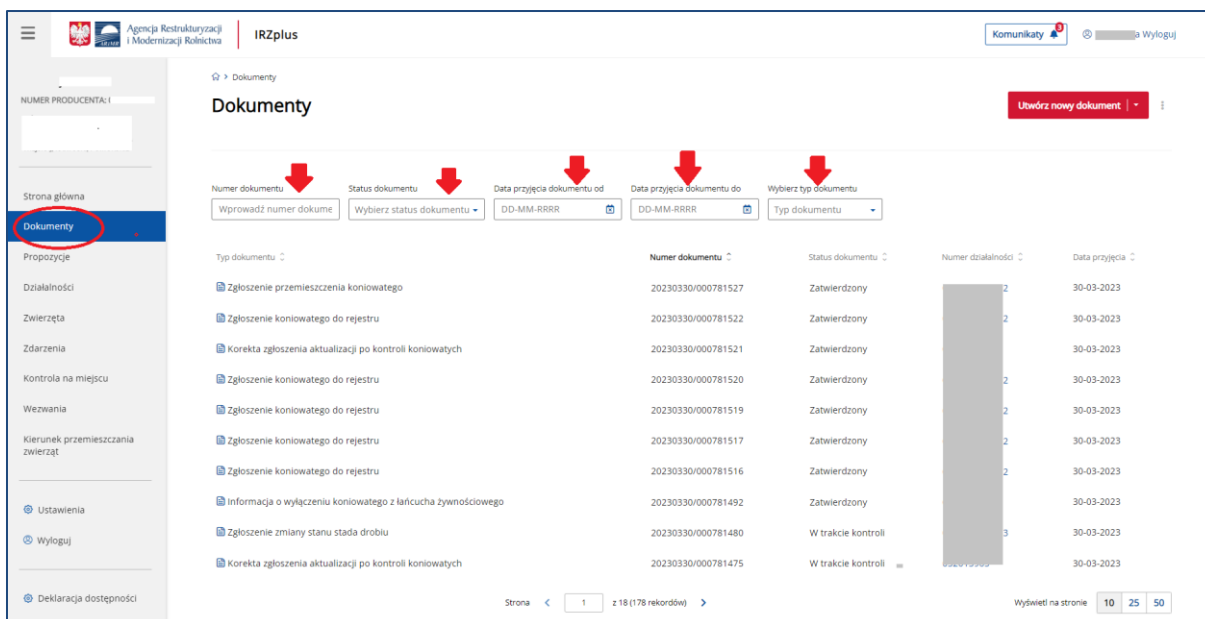 Agencja Restrukturyzacji
i Modernizacji Rolnictwa
IRZplus
Komunaty 3
a Wyloguj
NUMER PRODUCENTA:
Strona główna
Dokumenty
Propozycje
Działalności
Zwierzęta
Zdarzenia
Kontrola na miejscu
Wezwania
Kierunek przemieszczania
zwierząt
Ustawienia
Wyloguj
Deklaracja dostępności
> Dokumenty
Dokumenty
Utwórz nowy dokument
Numer dokumentu Status dokumentu Data przyjęcia dokumentu od Data przyjęcia dokumentu do Wybierz typ dokumentu
Wprowadź numer dokume Wybierz status dokumentu DD-MM-RRRR DD-MM-RRRR Typ dokumentu
Typ dokumentu Numer dokumentu Status dokumentu Numer działalności Data przyjęcia
Zgłoszenie przemieszczenia koniowatego 20230330/000781527 Zatwierdzony 2 30-03-2023
Zgłoszenie koniowatego do rejestru 20230330/000781522 Zatwierdzony 2 30-03-2023
Korekta zgłoszenia aktualizacji po kontroli koniowatych 20230330/000781521 Zatwierdzony 30-03-2023
Zgłoszenie koniowatego do rejestru 20230330/000781520 Zatwierdzony 2 30-03-2023
Zgłoszenie koniowatego do rejestru 20230330/000781519 Zatwierdzony 2 30-03-2023
Zgłoszenie koniowatego do rejestru 20230330/000781517 Zatwierdzony 2 30-03-2023
Zgłoszenie koniowatego do rejestru 20230330/000781516 Zatwierdzony 2 30-03-2023
Informacja o wyłączeniu koniowatego z łańcucha żywnościowego 20230330/000781492 Zatwierdzony 30-03-2023
Zgłoszenie zmiany stanu stada drobiu 20230330/000781480 W trakcie kontroli 3 30-03-2023
Korekta zgłoszenia aktualizacji po kontroli koniowatych 20230330/000781475 W trakcie kontroli 30-03-2023
Strona < 1 z 18 (178 rekordów) > Wyświetl na stronie 10 25 50